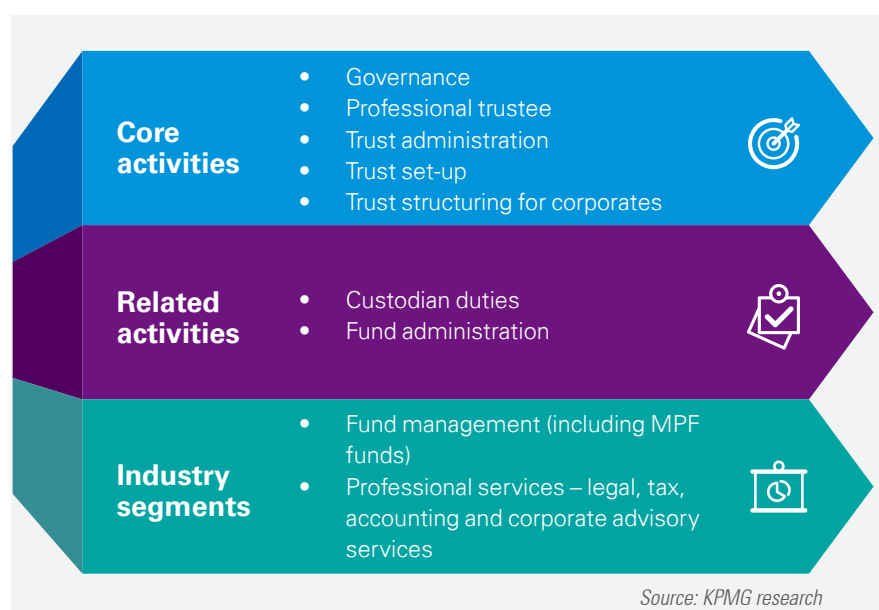 Core
activities
• Governance
• Professional trustee
• Trust administration
• Trust set-up
• Trust structuring for corporates
Related
activities
• Custodian duties
• Fund administration
Industry
segments
• Fund management (including MPF
funds)
• Professional services – legal, tax,
accounting and corporate advisory
services
Source: KPMG research